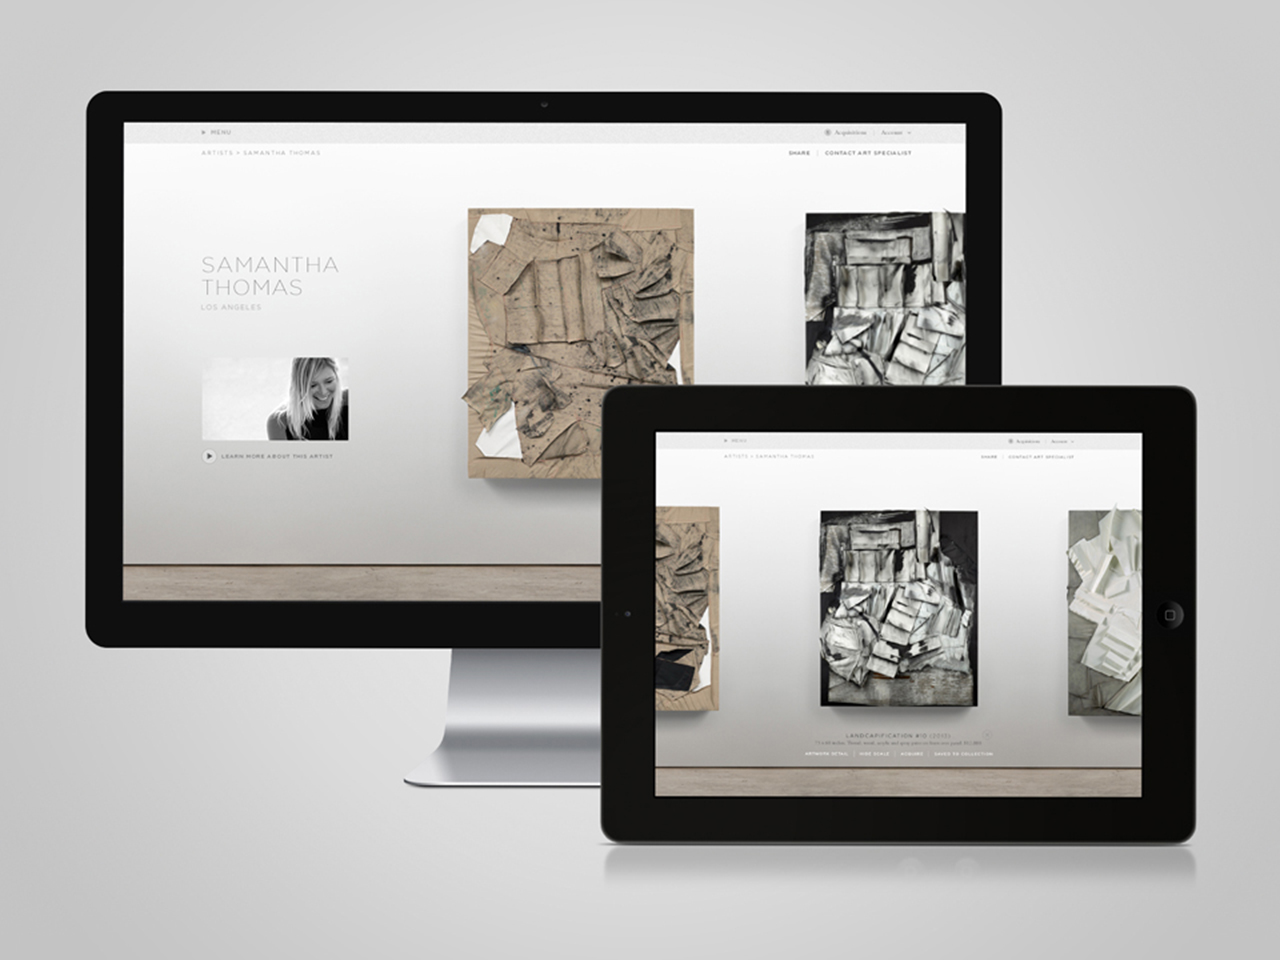 MENU
Acquisitions | Account
ARTISTS > SAMANTHA THOMAS
SHARE | CONTACT ART SPECIALIST
SAMANTHA
THOMAS
LOS ANGELES
LEARN MORE ABOUT THIS ARTIST
MENU
Acquisitions | Account
ARTISTS > SAMANTHA THOMAS
SHARE | CONTACT ART SPECIALIST
LANDCAPIFICATION #10 (2013)
ARTWORK DETAIL | HIDE SCALE | ACQUIRE | SAVED TO COLLECTION